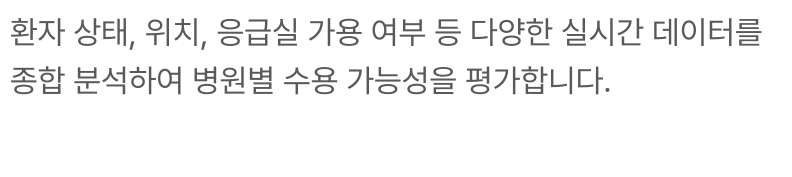 환자 상태, 위치, 응급실 가용 여부 등 다양한 실시간 데이터를
종합 분석하여 병원별 수용 가능성을 평가합니다.